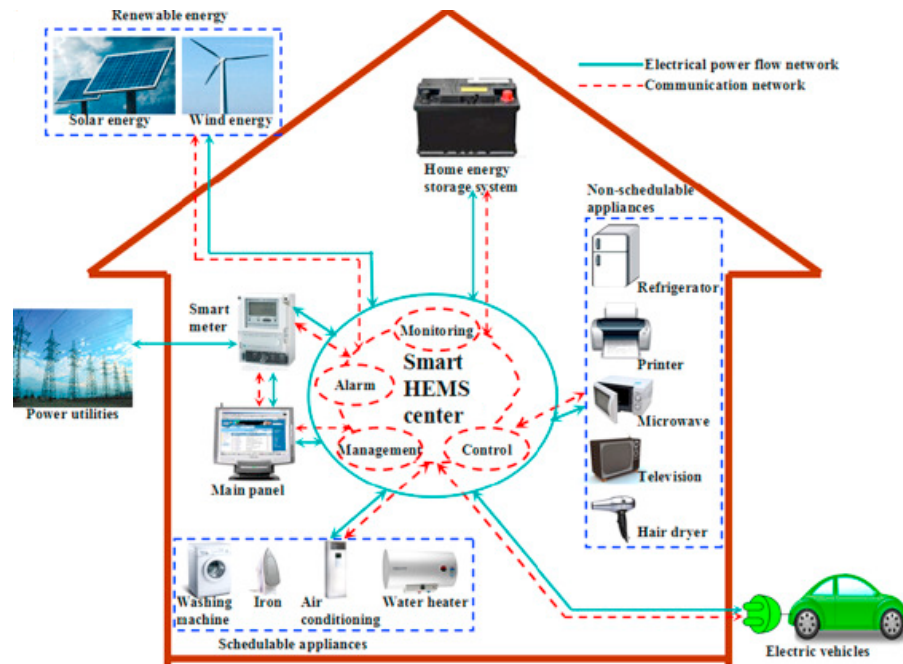 Renewable energy
Solar energy
Wind energy
Electrical power flow network
Communication network
Home energy
storage system
Non-schedulable
appliances
Refrigerator
Printer
Microwave
Television
Hair dryer
Smart
meter
Power utilities
Main panel
Monitoring
Alarm
Smart
HEMS
center
Management
Control
Washing
machine
Iron
Air
conditioning
Water heater
Schedulable appliances
Electric vehicles